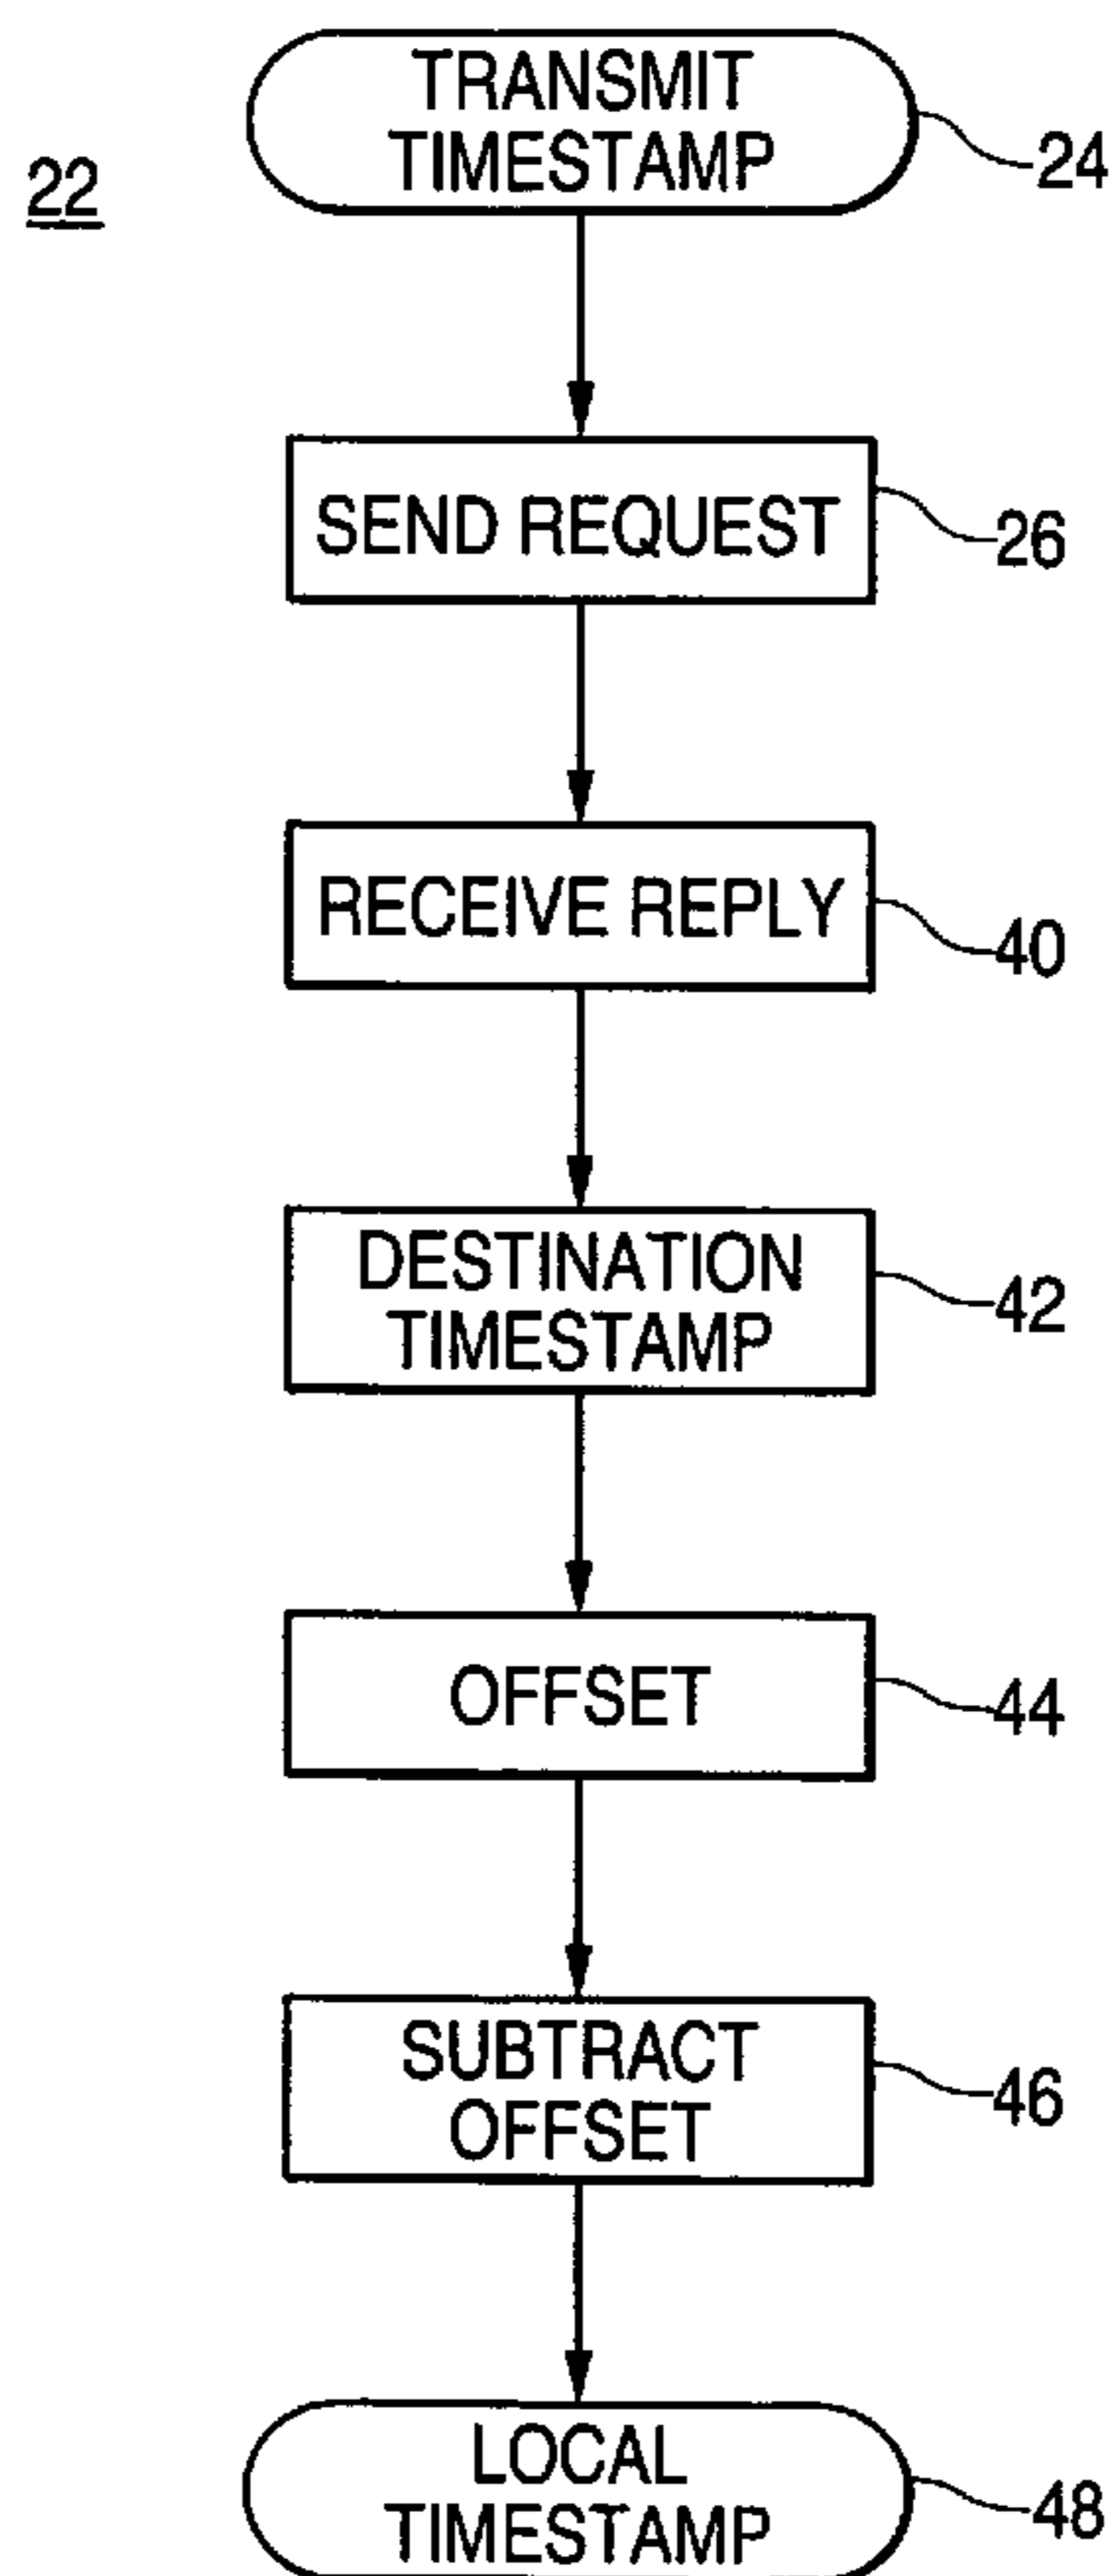 TRANSMIT
TIMESTAMP
24
22
SEND REQUEST
26
RECEIVE REPLY
40
DESTINATION
TIMESTAMP
42
OFFSET
44
SUBTRACT
OFFSET
46
LOCAL
TIMESTAMP
48